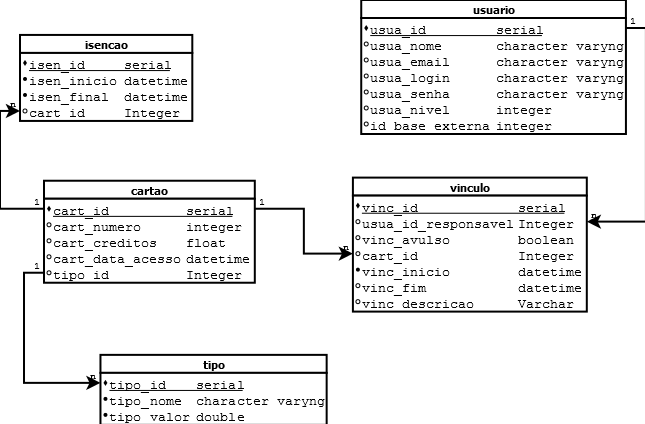 usuario
usua_id serial
usua_nome character varyng
usua_email character varyng
usua_login character varyng
usua_senha character varyng
usua_nivel integer
id_base_externa integer
1
isencao
isen_id serial
isen_inicio datetime
isen_final datetime
cart_id Integer
n
1
cartao
cart_id serial
cart_numero integer
cart_creditos float
cart_data_acesso datetime
tipo_id Integer
1
1
vinculo
vinc_id serial
usua_id_responsavel Integer
vinc_avulso boolean
cart_id Integer
vinc_inicio datetime
vinc_fim datetime
vinc_descricao Varchar
n
n
tipo
tipo_id serial
tipo_nome character varyng
tipo_valor double
n